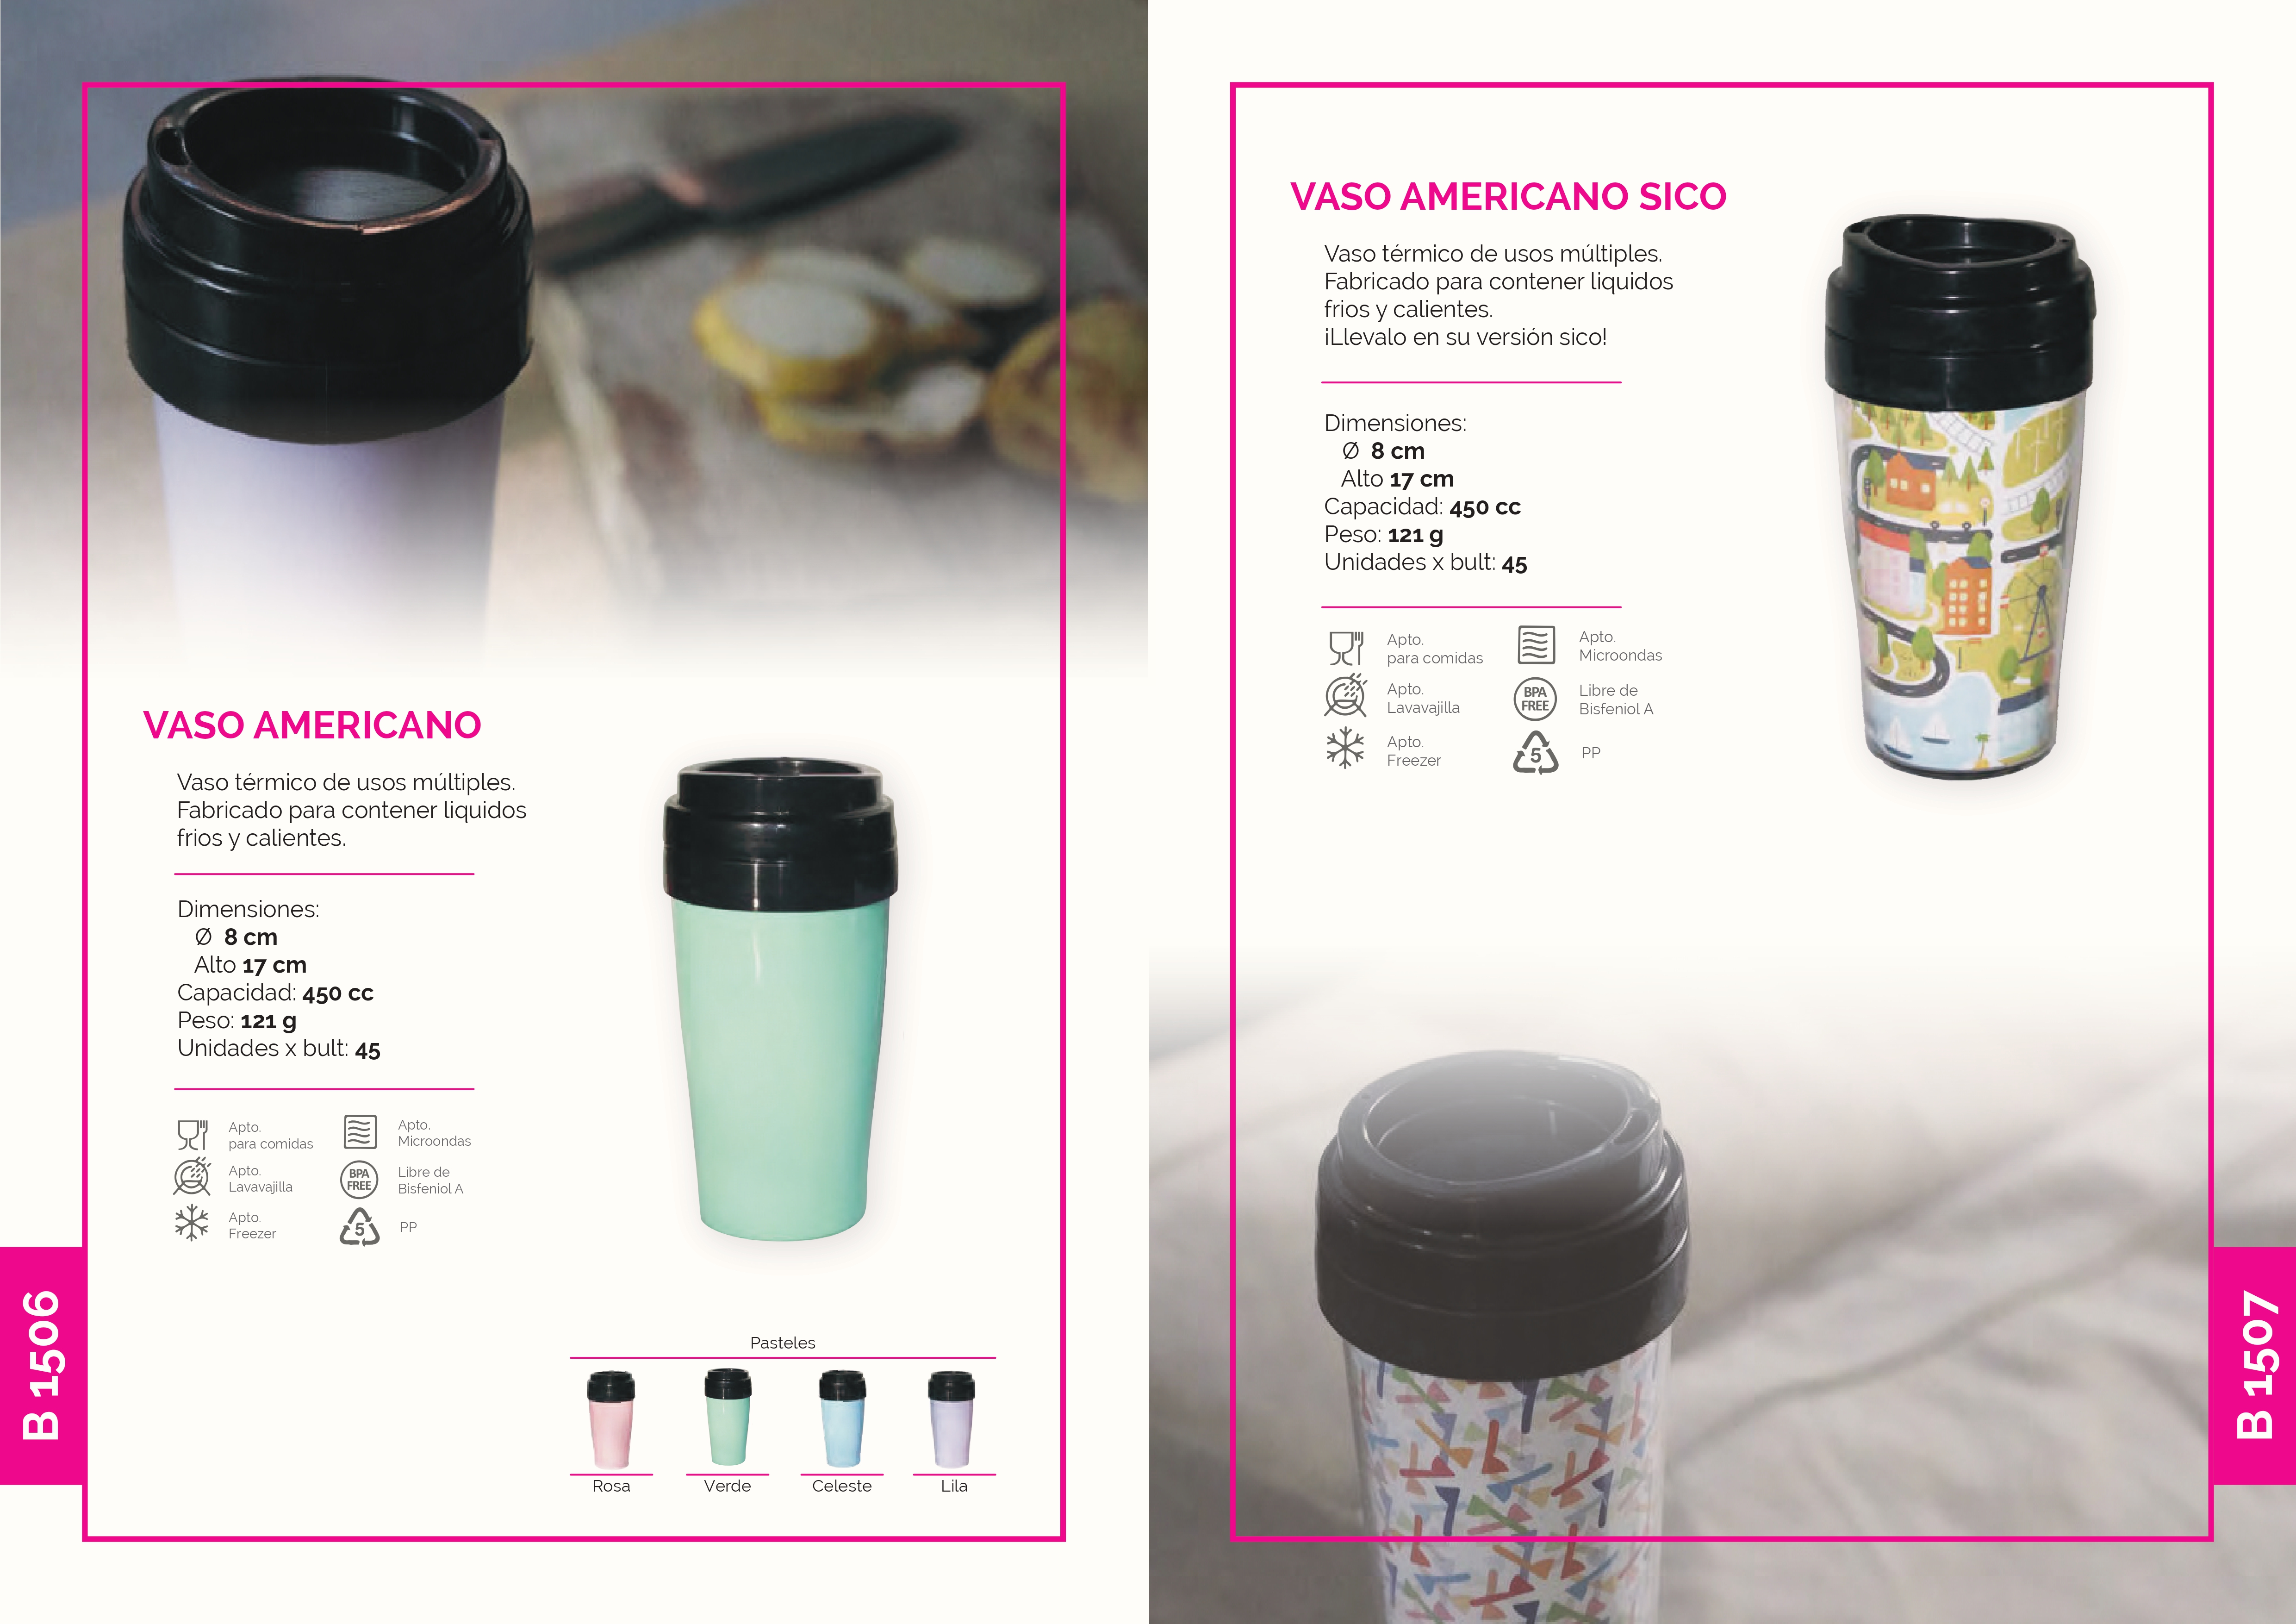 VASO AMERICANO
Vaso térmico de usos múltiples.
Fabricado para contener liquidos
frios y calientes.
Dimensiones:
Ø 8 cm
Alto 17 cm
Capacidad: 450 cc
Peso: 121 g
Unidades x bult: 45
Apto.
para comidas
Apto.
Microondas
Apto.
Lavavajilla
BPA
FREE
Libre de
Bisfeniol A
Apto.
Freezer
5
PP
Pasteles
Rosa
Verde
Celeste
Lila
B 1506
VASO AMERICANO SICO
Vaso térmico de usos múltiples.
Fabricado para contener liquidos
frios y calientes.
¡Llevalo en su versión sico!
Dimensiones:
Ø 8 cm
Alto 17 cm
Capacidad: 450 cc
Peso: 121 g
Unidades x bult: 45
Apto.
para comidas
Apto.
Microondas
Apto.
Lavavajilla
BPA
FREE
Libre de
Bisfeniol A
Apto.
Freezer
5
PP
B 1507